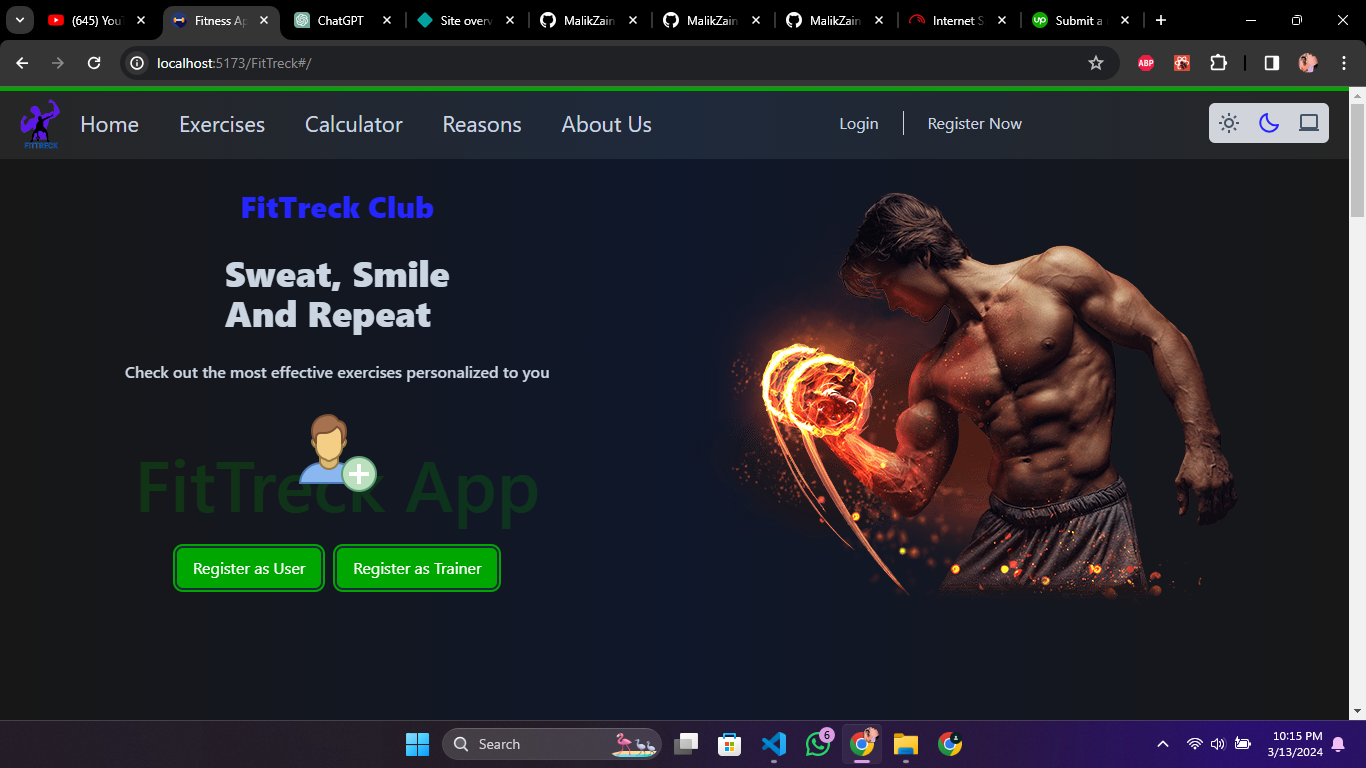 (645) You
Fitness Ap
ChatGPT
Site overv
MalikZain
MalikZain
MalikZain
Internet S
Submit a
localhost:5173/FitTreck#/
ABP
FITTRECK
Home
Exercises
Calculator
Reasons
About Us
Login
Register Now
FitTreck Club
Sweat, Smile
And Repeat
Check out the most effective exercises personalized to you
FitTreck App
Register as User
Register as Trainer
Search
6
10:15 PM
3/13/2024